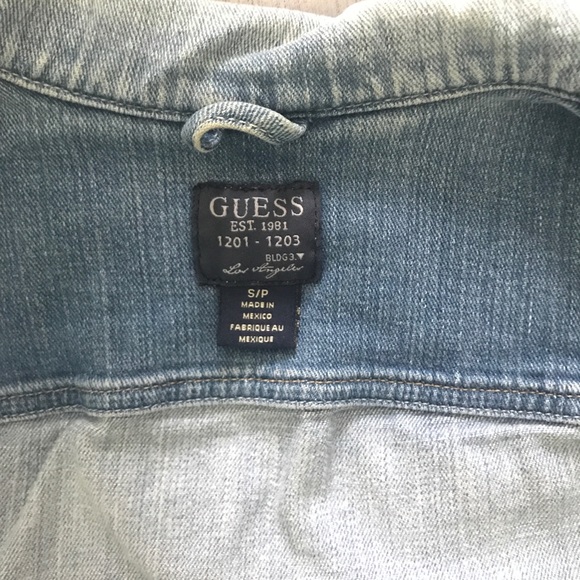 GUESS
EST. 1981
1201 - 1203
BLDG 3.▼
Los Angeles
S/P
MADE IN
MEXICO
FABRIQUE AU
MEXIQUE